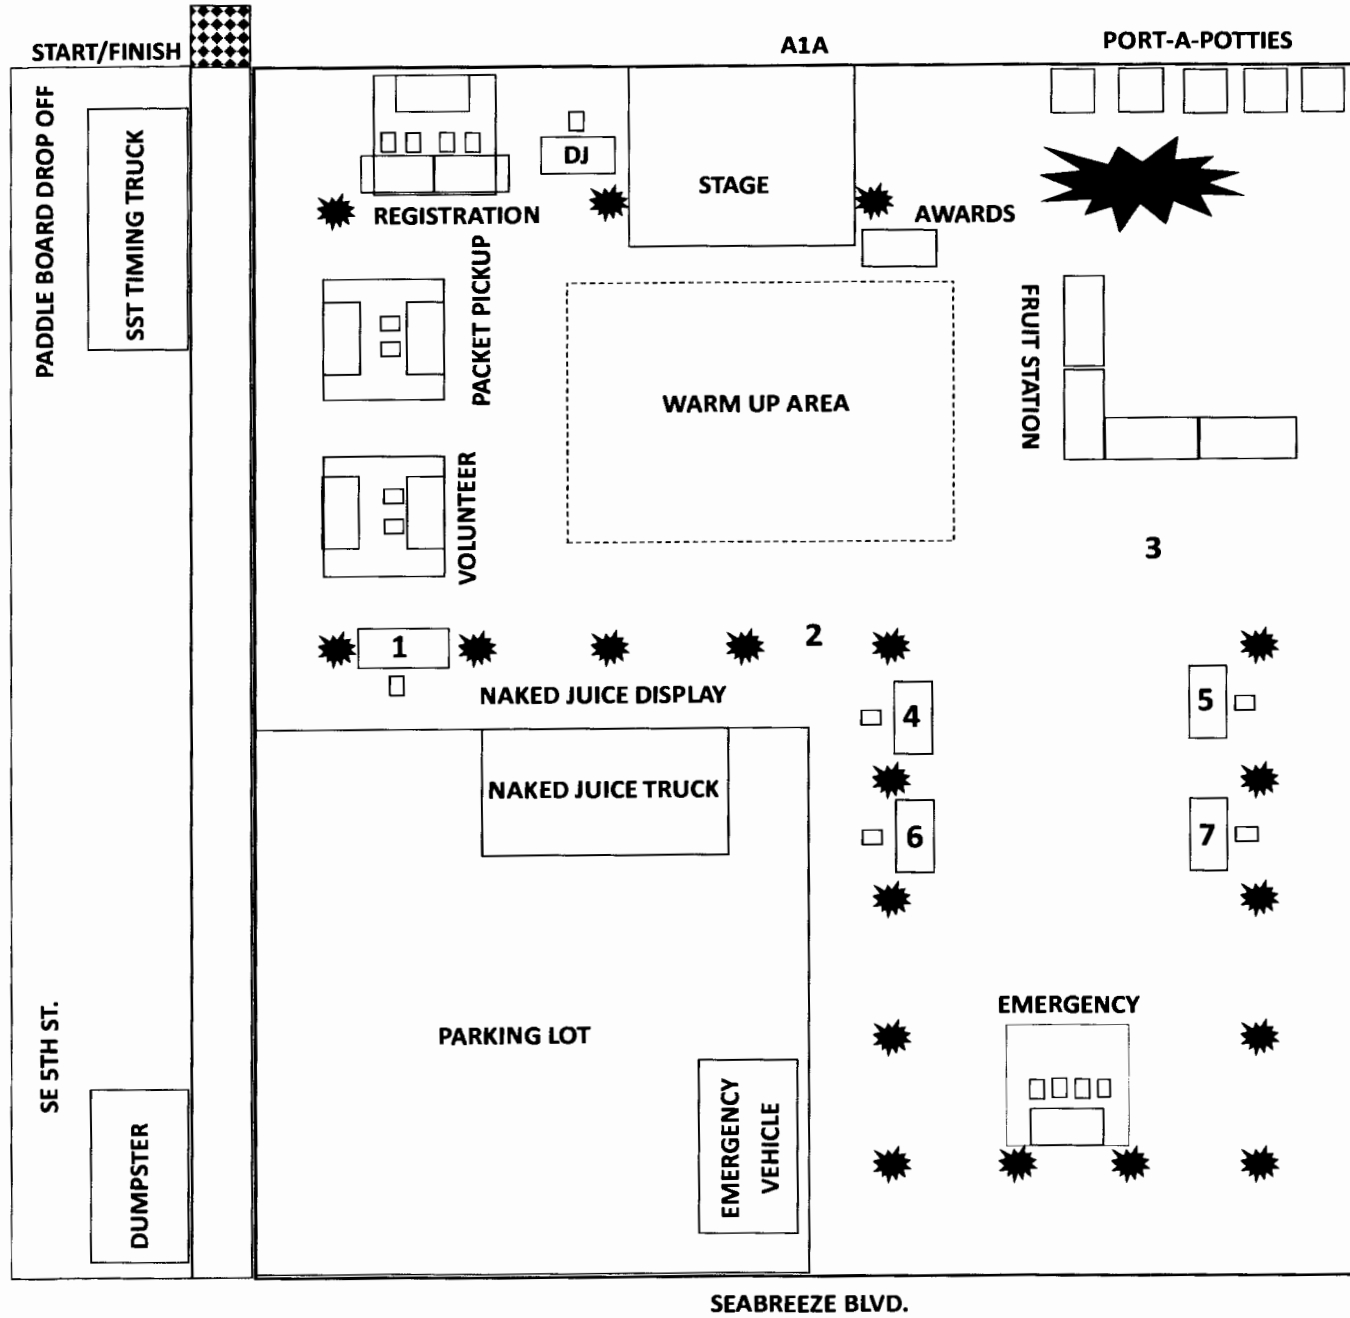 START/FINISH
A1A
PORT-A-POTTIES
PADDLE BOARD DROP OFF
SST TIMING TRUCK
DJ
STAGE
REGISTRATION
AWARDS
PACKET PICKUP
FRUIT STATION
WARM UP AREA
VOLUNTEER
3
1
2
NAKED JUICE DISPLAY
4
5
NAKED JUICE TRUCK
6
7
SE 5TH ST.
PARKING LOT
EMERGENCY
EMERGENCY
VEHICLE
DUMPSTER
SEABREEZE BLVD.